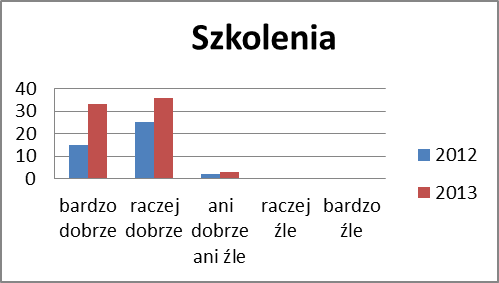 Szkolenia
40
30
20
10
0
bardzo dobrze
raczej dobrze
ani dobrze ani źle
raczej źle
bardzo źle
2012
2013